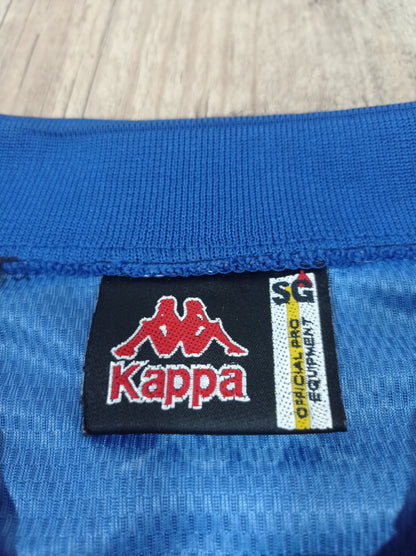 Kappa
SG
OFFICIAL PRO
EQUIPMENT